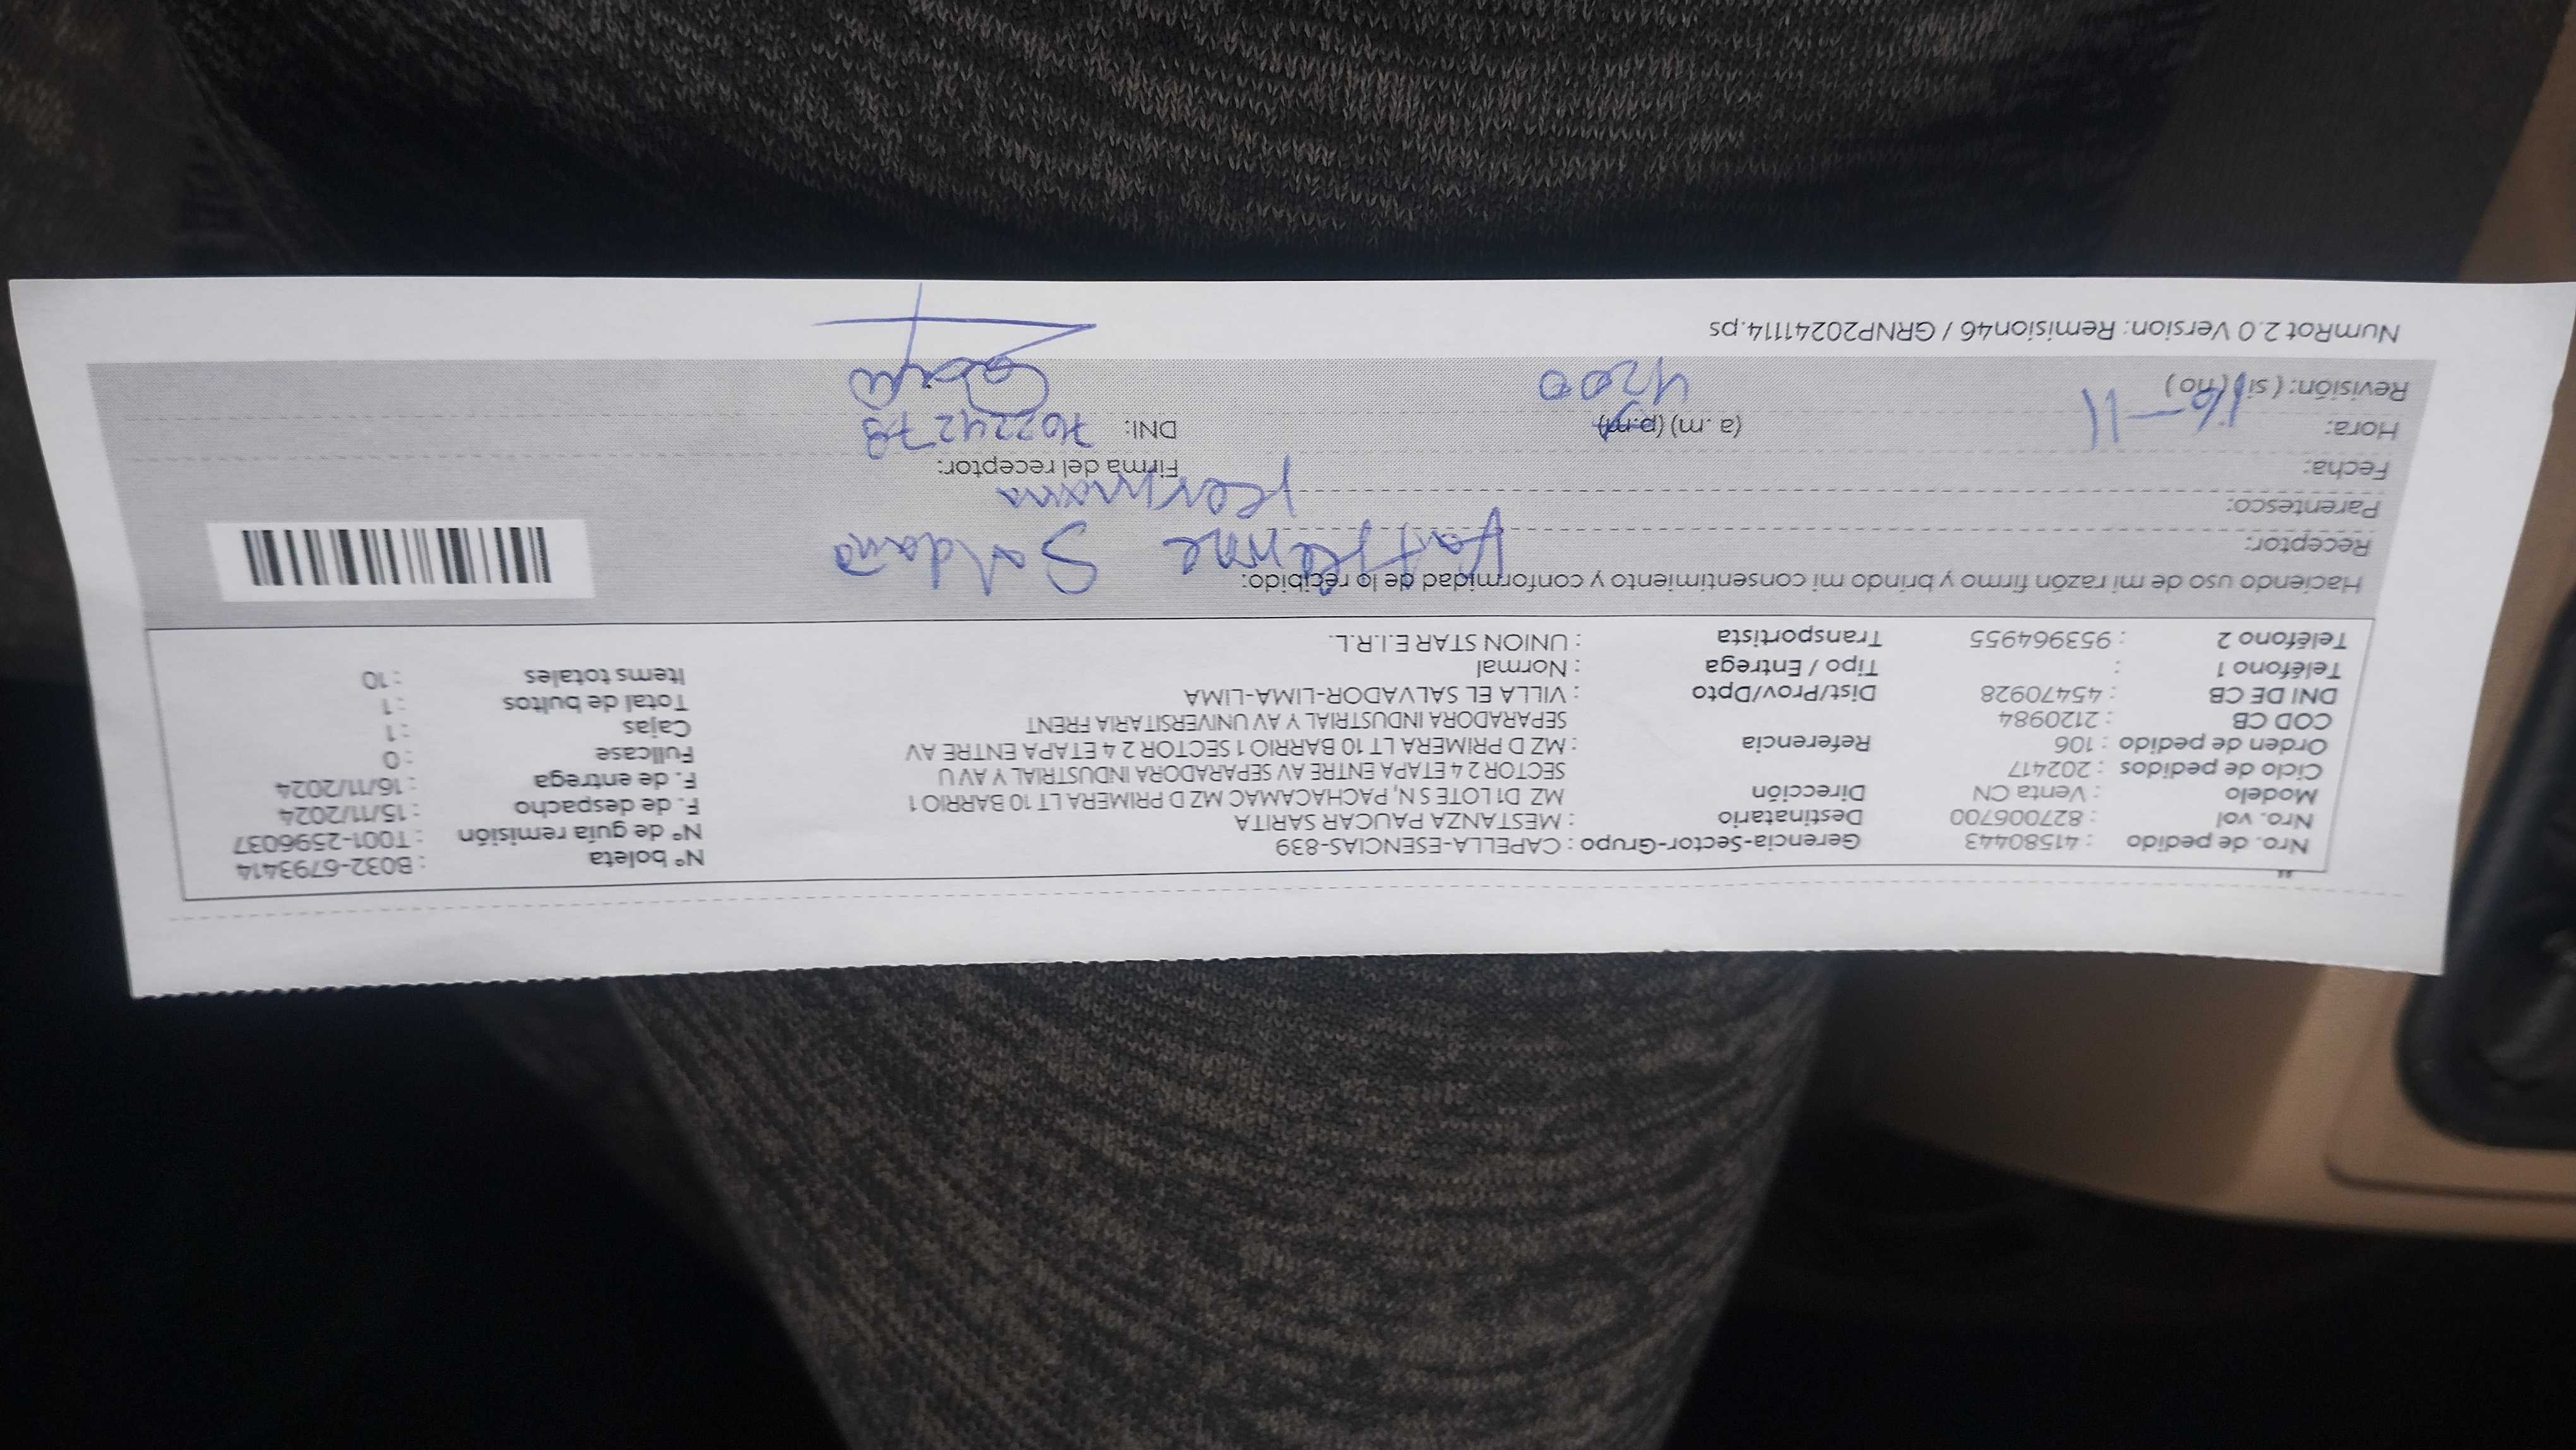 Nro. de pedido : 41580443 Gerencia-Sector-Grupo : CAPELLA-ESENCIAS-839 N° boleta : B032-6793414
Nro. vol : 827006700 Destinatario : MESTANZA PAUCAR SARITA N° de guía remisión : T001-2596037
Modelo : Venta CN Dirección MZ D1 LOTE S N, PACHACAMAC MZ D PRIMERA LT 10 BARRIO 1 F. de despacho : 15/11/2024
Ciclo de pedidos : 202417 SECTOR 2 4 ETAPA ENTRE AV SEPARADORA INDUSTRIAL Y AV U F. de entrega : 16/11/2024
Orden de pedido : 106 Referencia : MZ D PRIMERA LT 10 BARRIO 1 SECTOR 2 4 ETAPA ENTRE AV Fullcase : 0
COD CB : 2120984 SEPARADORA INDUSTRIAL Y AV UNIVERSITARIA FRENT Cajas : 1
DNI DE CB : 45470928 Dist/Prov/Dpto : VILLA EL SALVADOR-LIMA-LIMA Total de bultos : 1
Teléfono 1 : Tipo / Entrega : Normal Items totales : 10
Teléfono 2 : 953964955 Transportista : UNION STAR E.I.R.L.
Haciendo uso de mi razón firmo y brindo mi consentimiento y conformidad de lo recibido:
Receptor: Katherine Saldaña
Parentesco: hermana
Fecha: Firma del receptor:
Hora: 16-11 (a.m) (p.m) DNI:
Revisión: ( si ) ( no )
NumRot 2.0 Version: Remision46 / GRNP20241114.ps